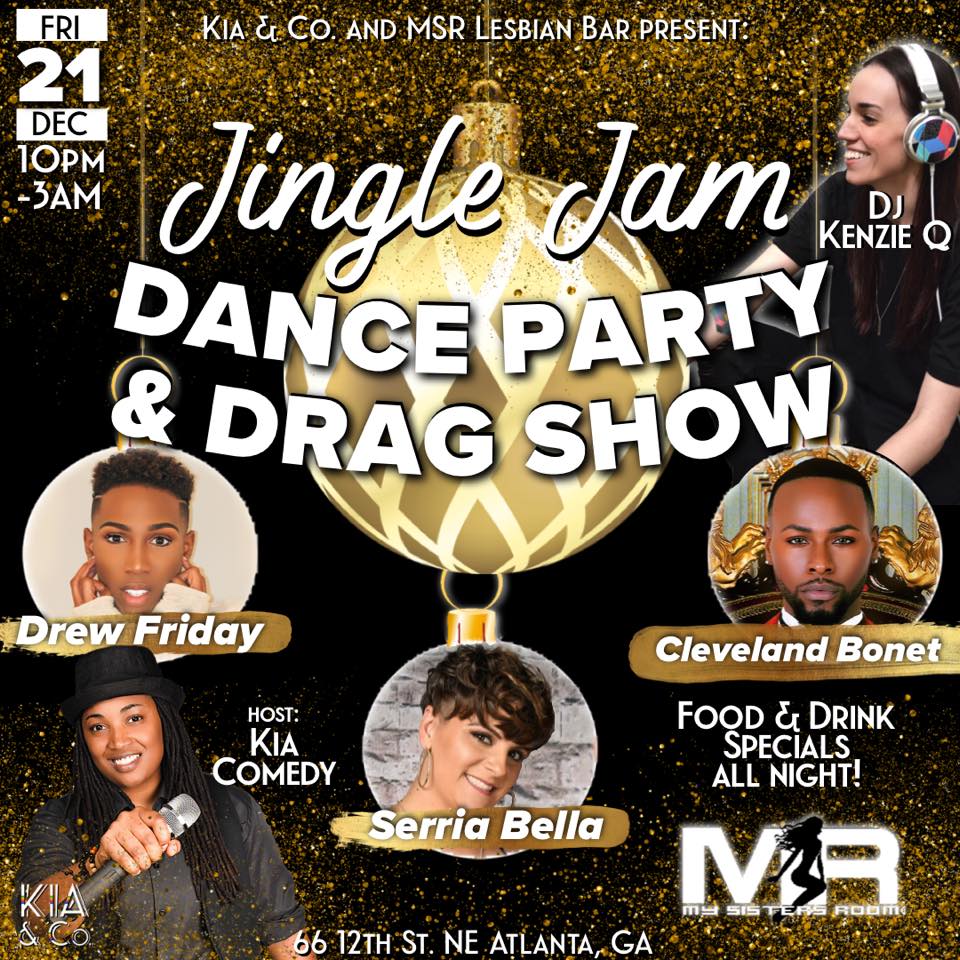 Kia & Co. and MSR Lesbian Bar present:
FRI
21
DEC
10PM
-3AM
Jingle Jam
DANCE PARTY
& DRAG SHOW
DJ
Kenzie Q
Drew Friday
Cleveland Bonet
HOST:
Kia
Comedy
Serria Bella
Food & Drink
Specials
all night!
MSR
MY SISTERS ROOM
KIA
& Co
66 12th St. NE Atlanta, GA